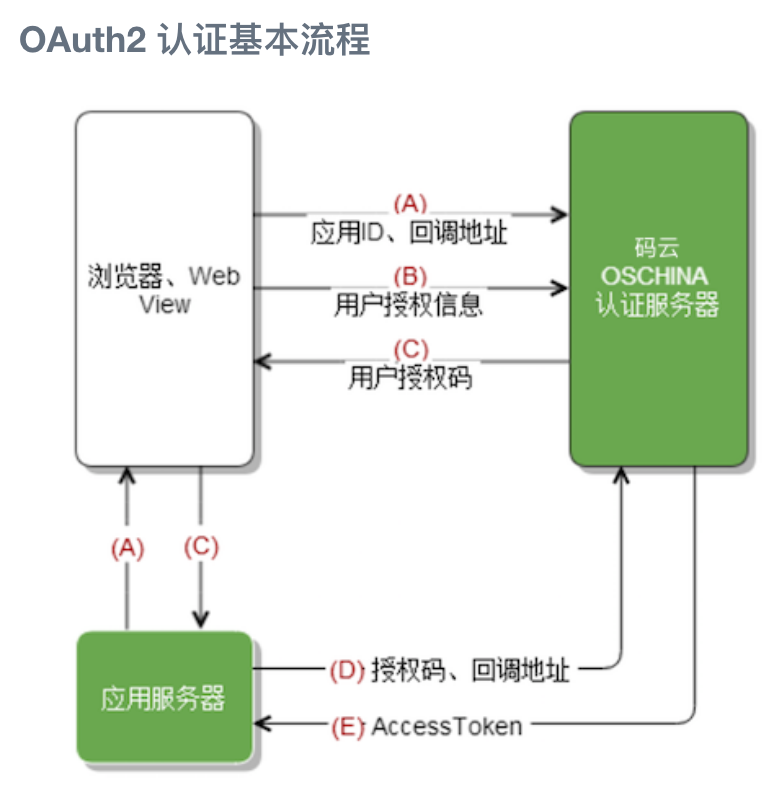 OAuth2 认证基本流程
(A)
应用ID、回调地址
码云
OSCHINA
认证服务器
浏览器、Web
View
(B)
用户授权信息
(C)
用户授权码
(A)
(C)
应用服务器
(D) 授权码、回调地址
(E) AccessToken